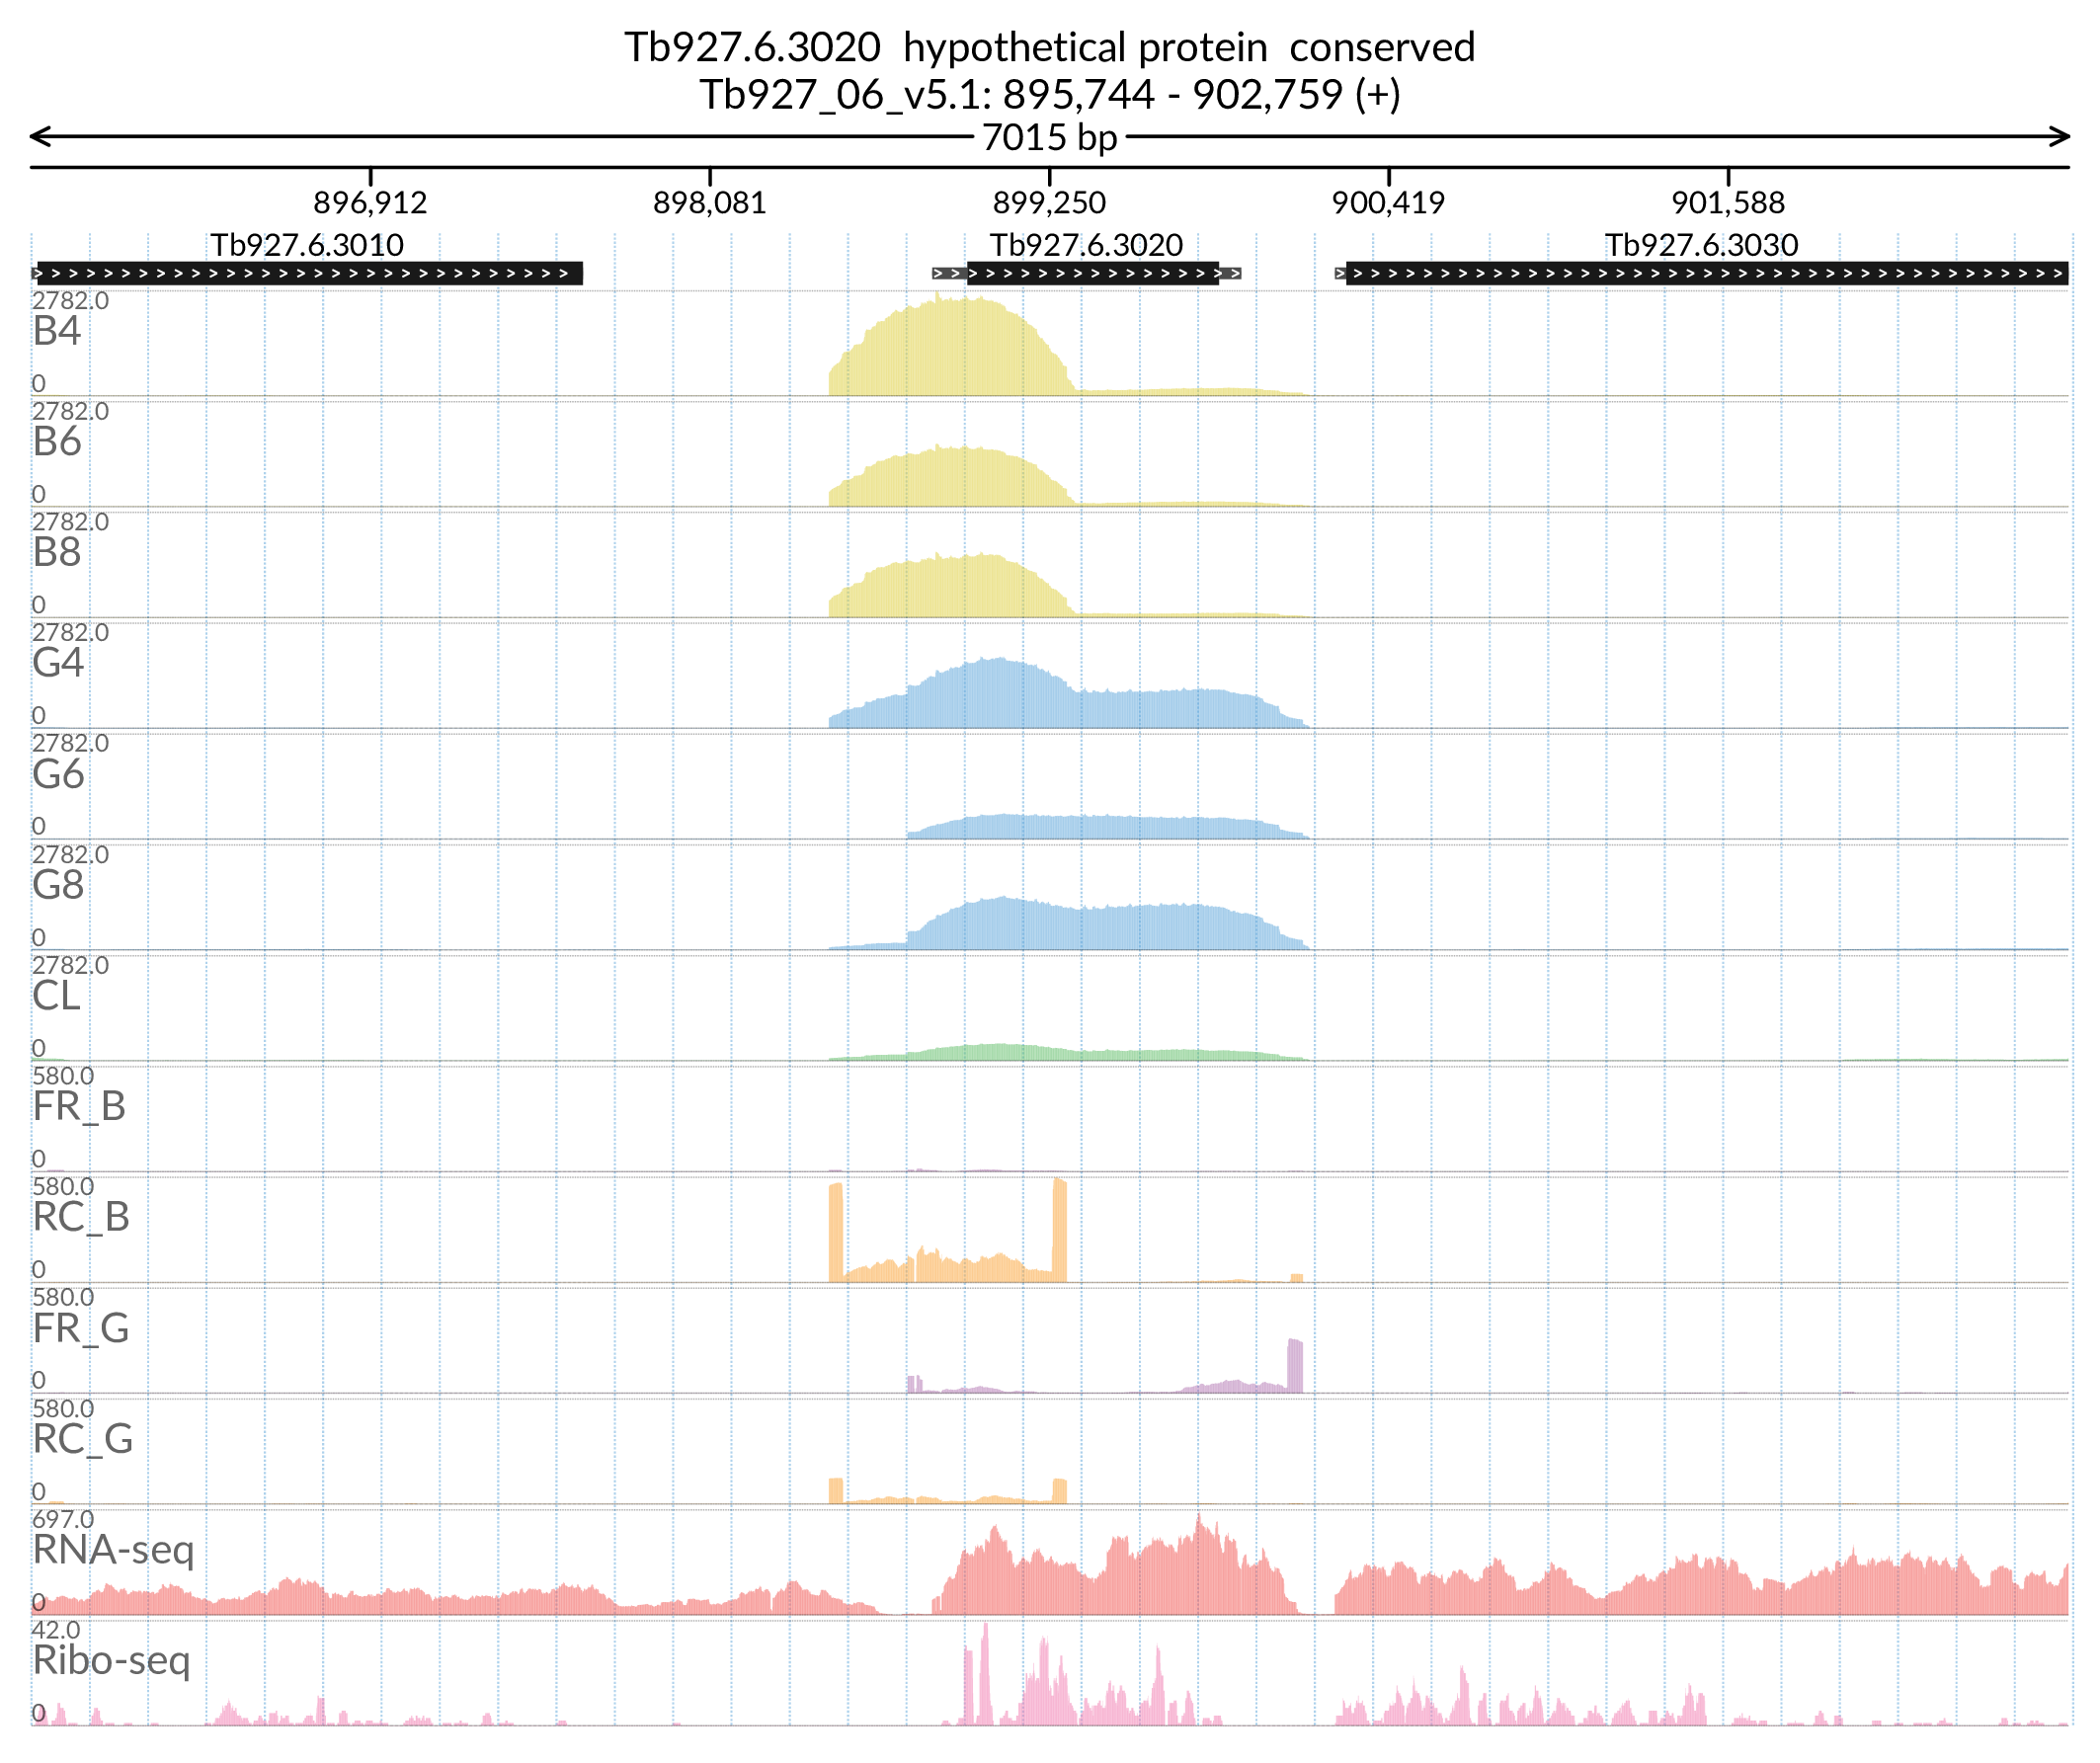 Tb927.6.3020  hypothetical protein  conserved
Tb927_06_v5.1: 895,744 - 902,759 (+)
7015 bp
896,912 898,081 899,250 900,419 901,588
Tb927.6.3010 Tb927.6.3020 Tb927.6.3030
2782.0
B4
0
2782.0
B6
0
2782.0
B8
0
2782.0
G4
0
2782.0
G6
0
2782.0
G8
0
2782.0
CL
0
580.0
FR_B
0
580.0
RC_B
0
580.0
FR_G
0
580.0
RC_G
0
697.0
RNA-seq
0
42.0
Ribo-seq
0